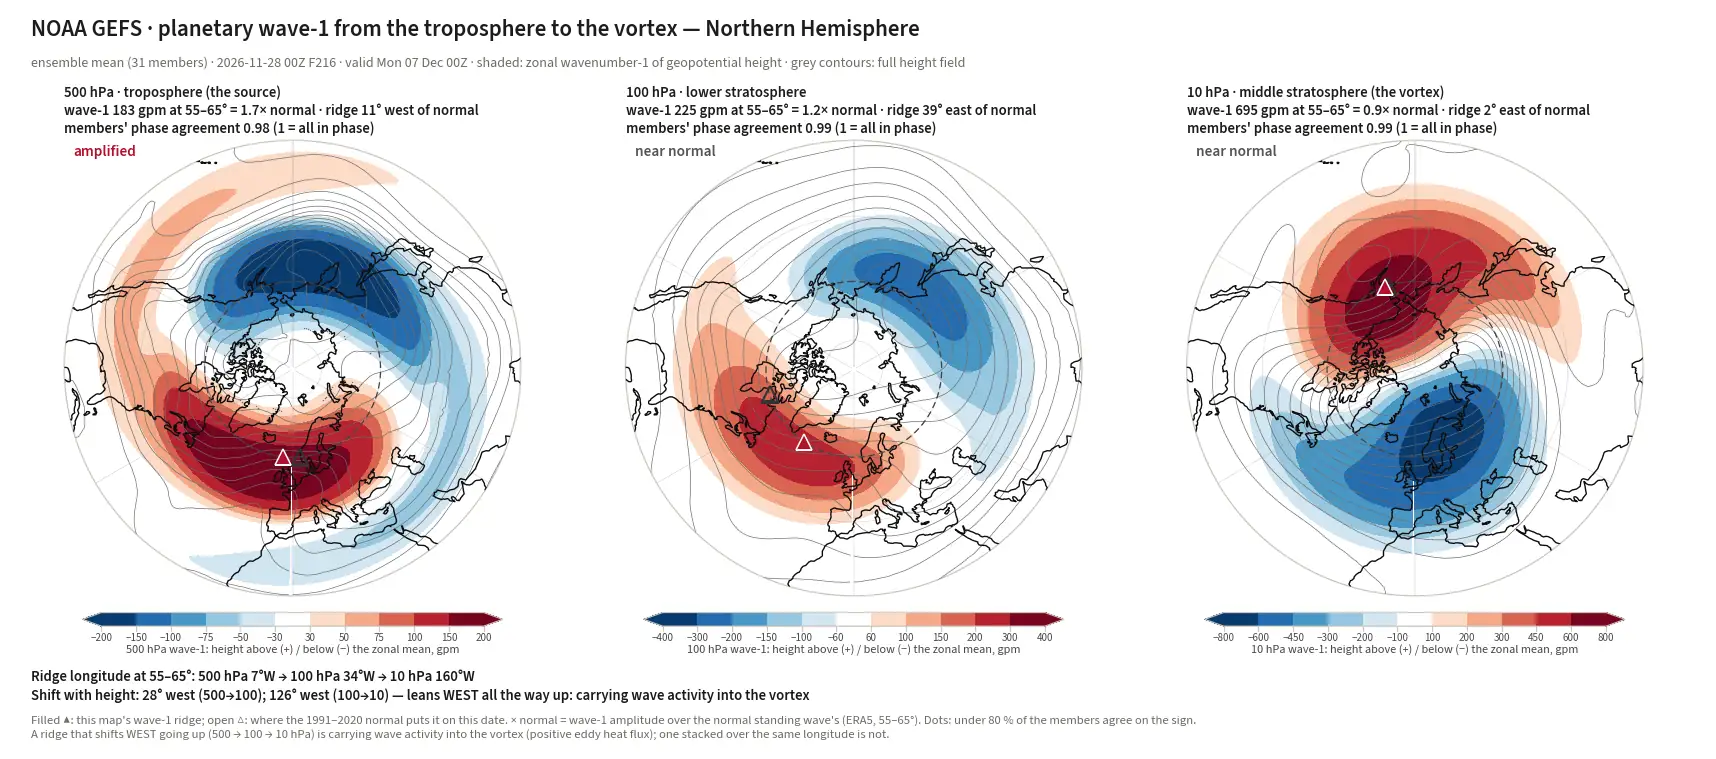 NOAA GEFS · planetary wave-1 from the troposphere to the vortex — Northern Hemisphere
ensemble mean (31 members) · 2026-11-28 00Z F216 · valid Mon 07 Dec 00Z · shaded: zonal wavenumber-1 of geopotential height · grey contours: full height field
500 hPa · troposphere (the source)
wave-1 183 gpm at 55–65° = 1.7× normal · ridge 11° west of normal
members' phase agreement 0.98 (1 = all in phase)
amplified
100 hPa · lower stratosphere
wave-1 225 gpm at 55–65° = 1.2× normal · ridge 39° east of normal
members' phase agreement 0.99 (1 = all in phase)
near normal
10 hPa · middle stratosphere (the vortex)
wave-1 695 gpm at 55–65° = 0.9× normal · ridge 2° east of normal
members' phase agreement 0.99 (1 = all in phase)
near normal
−200 −150 −100 −75 −50 −30 30 50 75 100 150 200
500 hPa wave-1: height above (+) / below (−) the zonal mean, gpm
−400 −300 −200 −150 −100 −60 60 100 150 200 300 400
100 hPa wave-1: height above (+) / below (−) the zonal mean, gpm
−800 −600 −450 −300 −200 −100 100 200 300 450 600 800
10 hPa wave-1: height above (+) / below (−) the zonal mean, gpm
Ridge longitude at 55–65°: 500 hPa 7°W → 100 hPa 34°W → 10 hPa 160°W
Shift with height: 28° west (500→100); 126° west (100→10) — leans WEST all the way up: carrying wave activity into the vortex
Filled ▲: this map's wave-1 ridge; open △: where the 1991–2020 normal puts it on this date. × normal = wave-1 amplitude over the normal standing wave's (ERA5, 55–65°). Dots: under 80 % of the members agree on the sign.
A ridge that shifts WEST going up (500 → 100 → 10 hPa) is carrying wave activity into the vortex (positive eddy heat flux); one stacked over the same longitude is not.